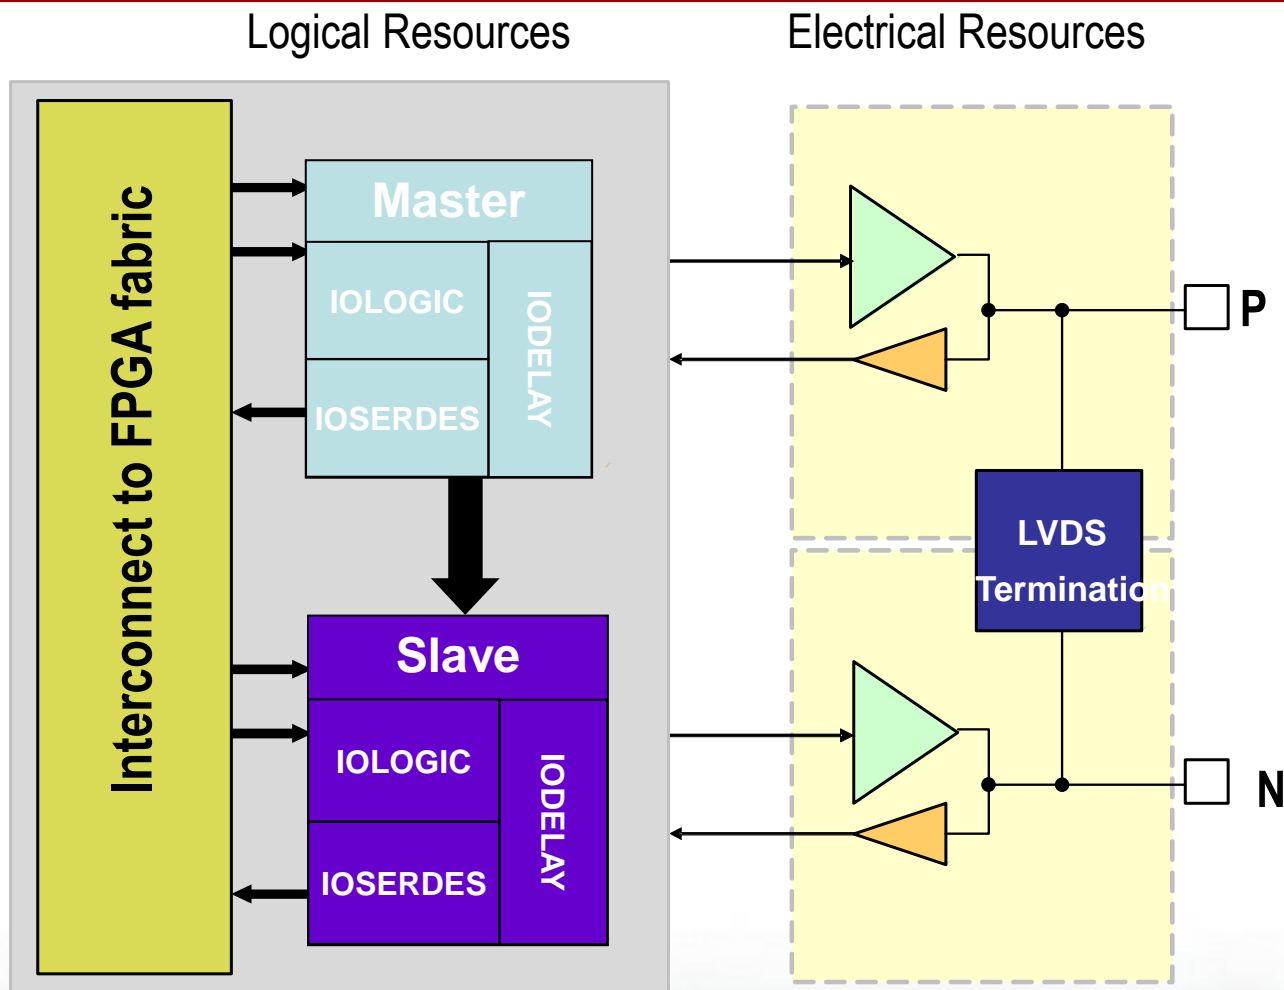 Logical Resources
Electrical Resources
Interconnect to FPGA fabric
Master
IOLOGIC
IODELAY
IOSERDES
P
LVDS
Termination
Slave
IOLOGIC
IODELAY
IOSERDES
N